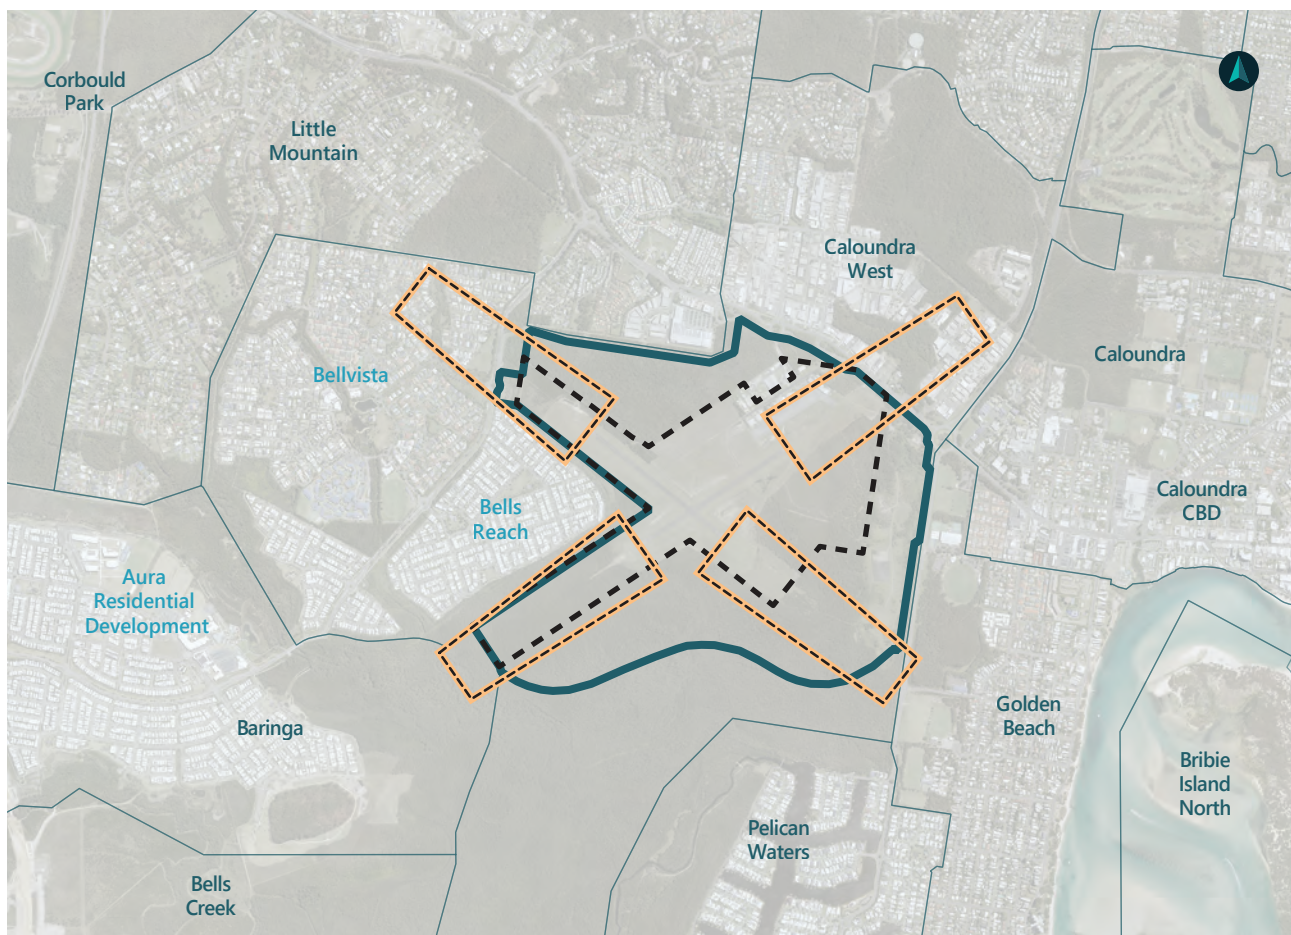 Corbould
Park
Little
Mountain
Caloundra
West
Caloundra
Bellvista
Bells
Reach
Caloundra
CBD
Aura
Residential
Development
Baringa
Golden
Beach
Bribie
Island
North
Pelican
Waters
Bells
Creek